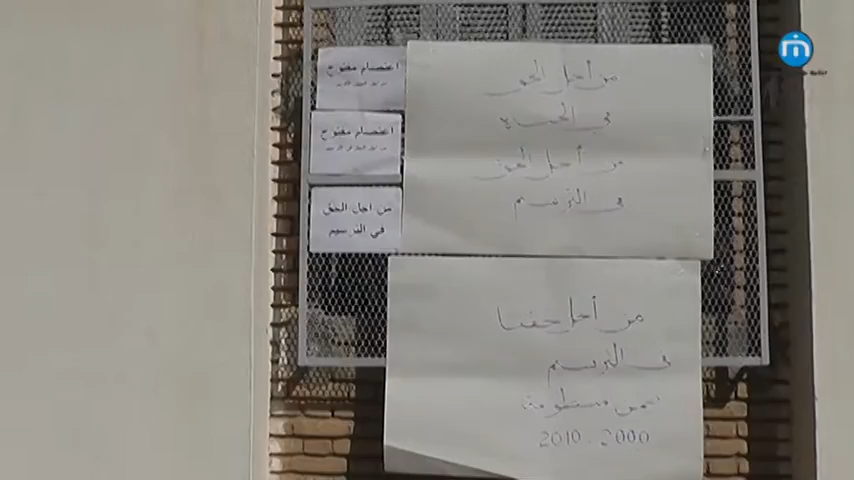 اعتصام مفتوح
اعتصام مفتوح
من اجل الحق
في الترسيم
من أجل الحق
في الحياة
من أجل الحق
في الترسيم
من أجل حقنا
في الترسيم
نحن منظومة
2010 - 2000